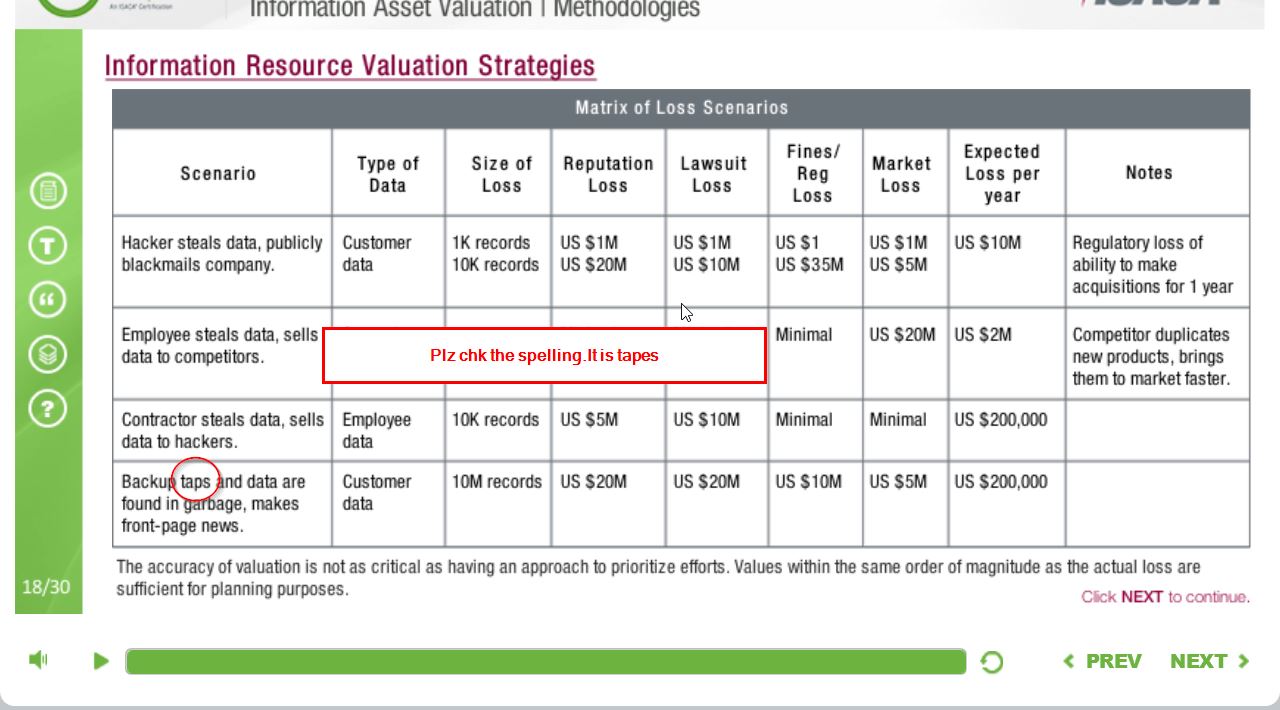 An ISACA® Certification
Information Asset Valuation | Methodologies
Information Resource Valuation Strategies
Matrix of Loss Scenarios
Scenario
Type of
Data
Size of
Loss
Reputation
Loss
Lawsuit
Loss
Fines/
Reg
Loss
Market
Loss
Expected
Loss per
year
Notes
Hacker steals data, publicly
blackmails company.
Customer
data
1K records
10K records
US $1M
US $20M
US $1M
US $10M
US $1
US $35M
US $1M
US $5M
US $10M
Regulatory loss of
ability to make
acquisitions for 1 year
Employee steals data, sells
data to competitors.
Plz chk the spelling.It is tapes
Minimal
US $20M
US $2M
Competitor duplicates
new products, brings
them to market faster.
Contractor steals data, sells
data to hackers.
Employee
data
10K records
US $5M
US $10M
Minimal
Minimal
US $200,000
Backup taps and data are
found in garbage, makes
front-page news.
Customer
data
10M records
US $20M
US $20M
US $10M
US $5M
US $200,000
The accuracy of valuation is not as critical as having an approach to prioritize efforts. Values within the same order of magnitude as the actual loss are
sufficient for planning purposes.
18/30
Click NEXT to continue.
PREV
NEXT